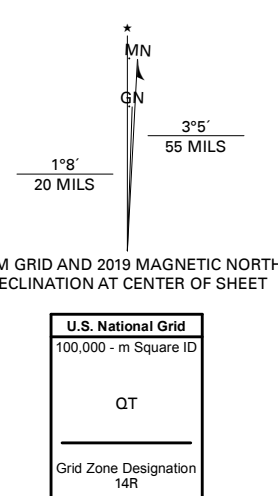 ★
MN
GN
3°5´
55 MILS
1°8´
20 MILS
M GRID AND 2019 MAGNETIC NORTH
ECLINATION AT CENTER OF SHEET
U.S. National Grid
100,000 - m Square ID
QT
Grid Zone Designation
14R